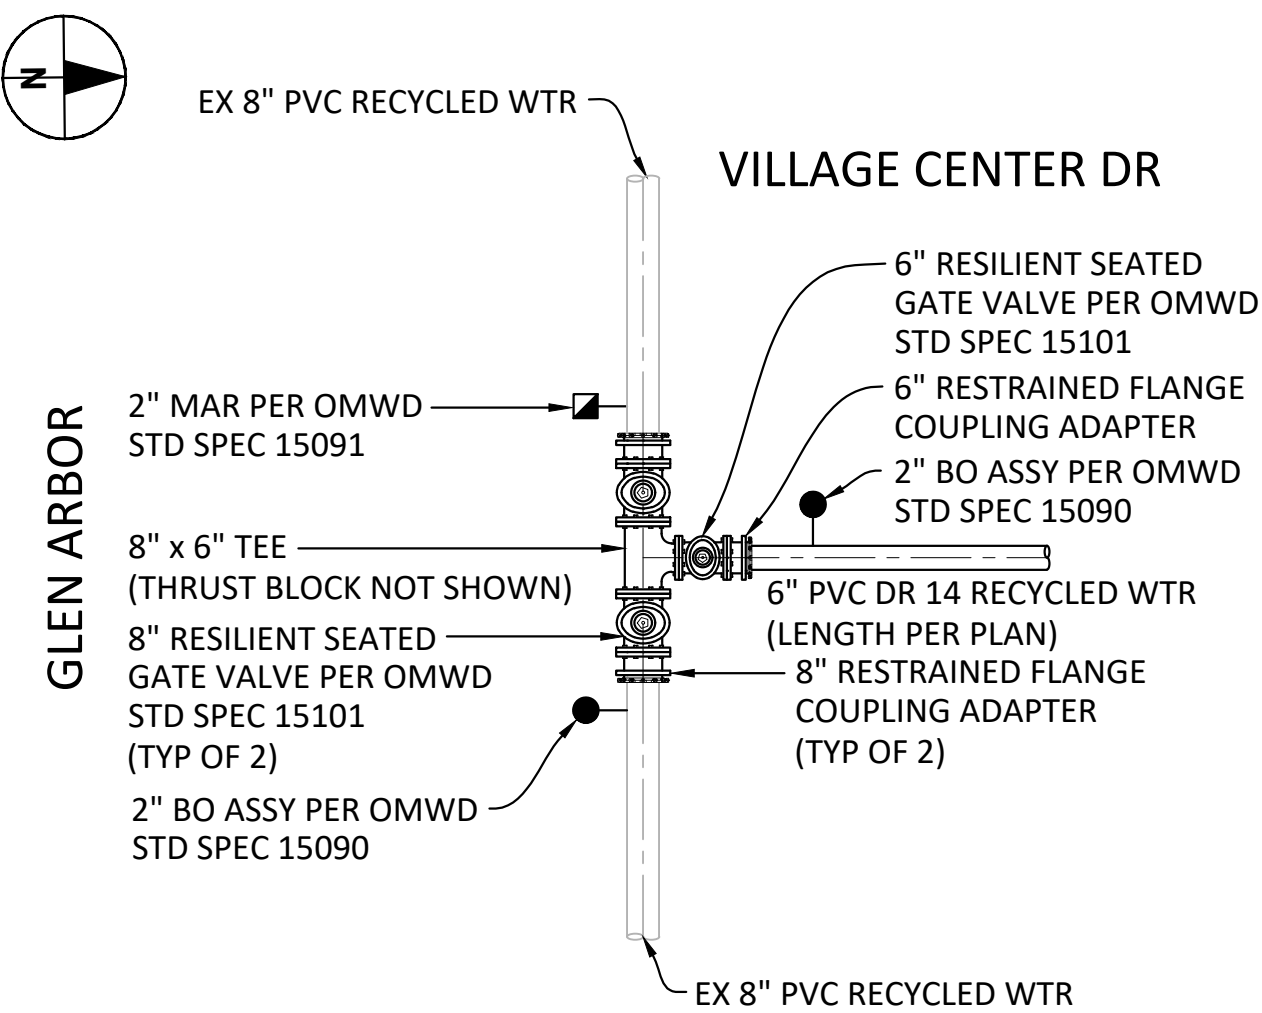 N
EX 8" PVC RECYCLED WTR
VILLAGE CENTER DR
6" RESILIENT SEATED
GATE VALVE PER OMWD
STD SPEC 15101
6" RESTRAINED FLANGE
COUPLING ADAPTER
2" BO ASSY PER OMWD
STD SPEC 15090
GLEN ARBOR
2" MAR PER OMWD
STD SPEC 15091
8" x 6" TEE
(THRUST BLOCK NOT SHOWN)
6" PVC DR 14 RECYCLED WTR
(LENGTH PER PLAN)
8" RESILIENT SEATED
GATE VALVE PER OMWD
STD SPEC 15101
(TYP OF 2)
8" RESTRAINED FLANGE
COUPLING ADAPTER
(TYP OF 2)
2" BO ASSY PER OMWD
STD SPEC 15090
EX 8" PVC RECYCLED WTR